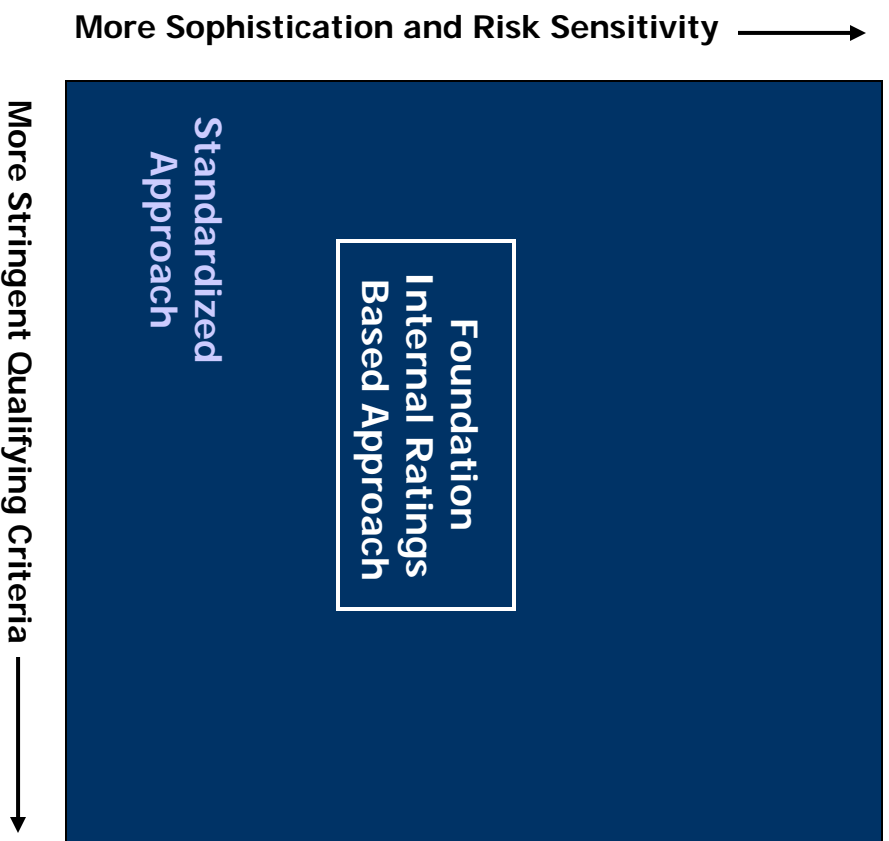 More Sophistication and Risk Sensitivity
More Stringent Qualifying Criteria
Standardized
Approach
Foundation
Internal Ratings
Based Approach